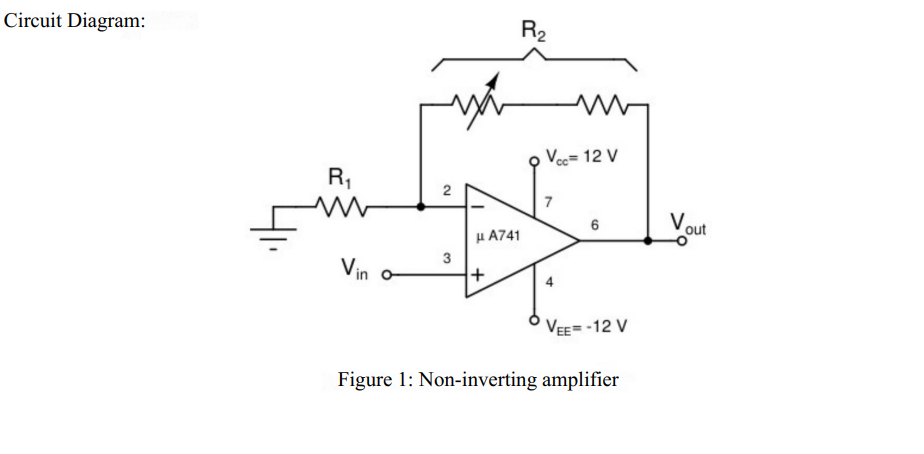 Circuit Diagram:
R₂
Vcc= 12 V
R₁
2
7
6
Vout
μ A741
3
Vin
+
4
VEE= -12 V
Figure 1: Non-inverting amplifier